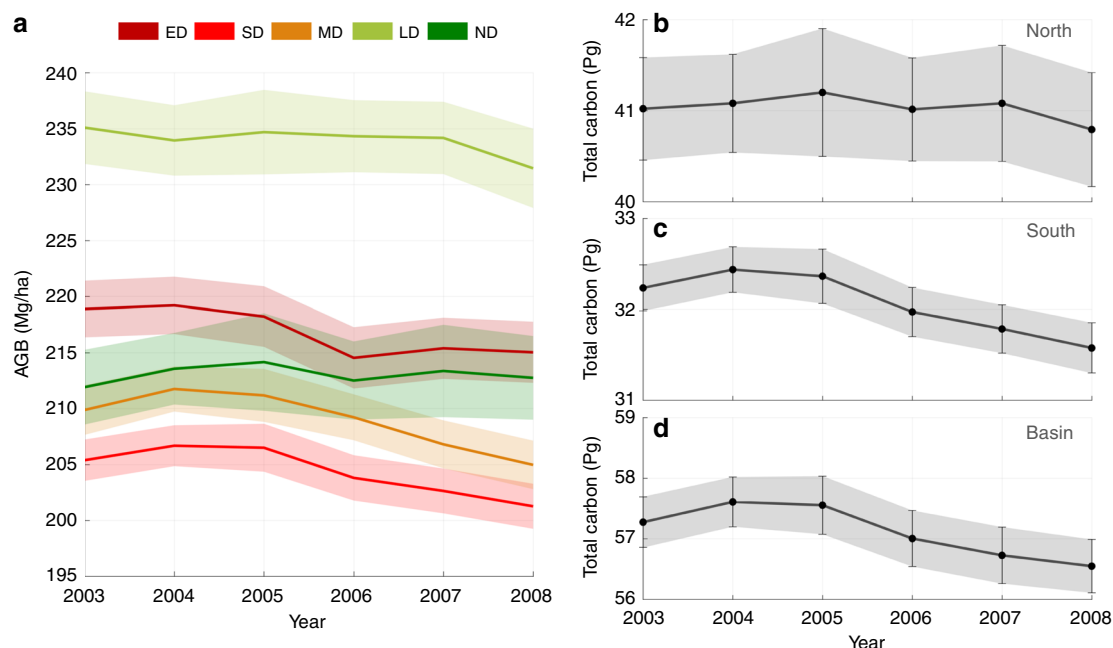 a
ED SD MD LD ND
240
235
230
225
220
215
210
205
200
195
AGB (Mg/ha)
2003 2004 2005 2006 2007 2008
Year
b
North
42
41
40
Total carbon (Pg)
c
South
33
32
31
Total carbon (Pg)
d
Basin
59
58
57
56
Total carbon (Pg)
2003 2004 2005 2006 2007 2008
Year